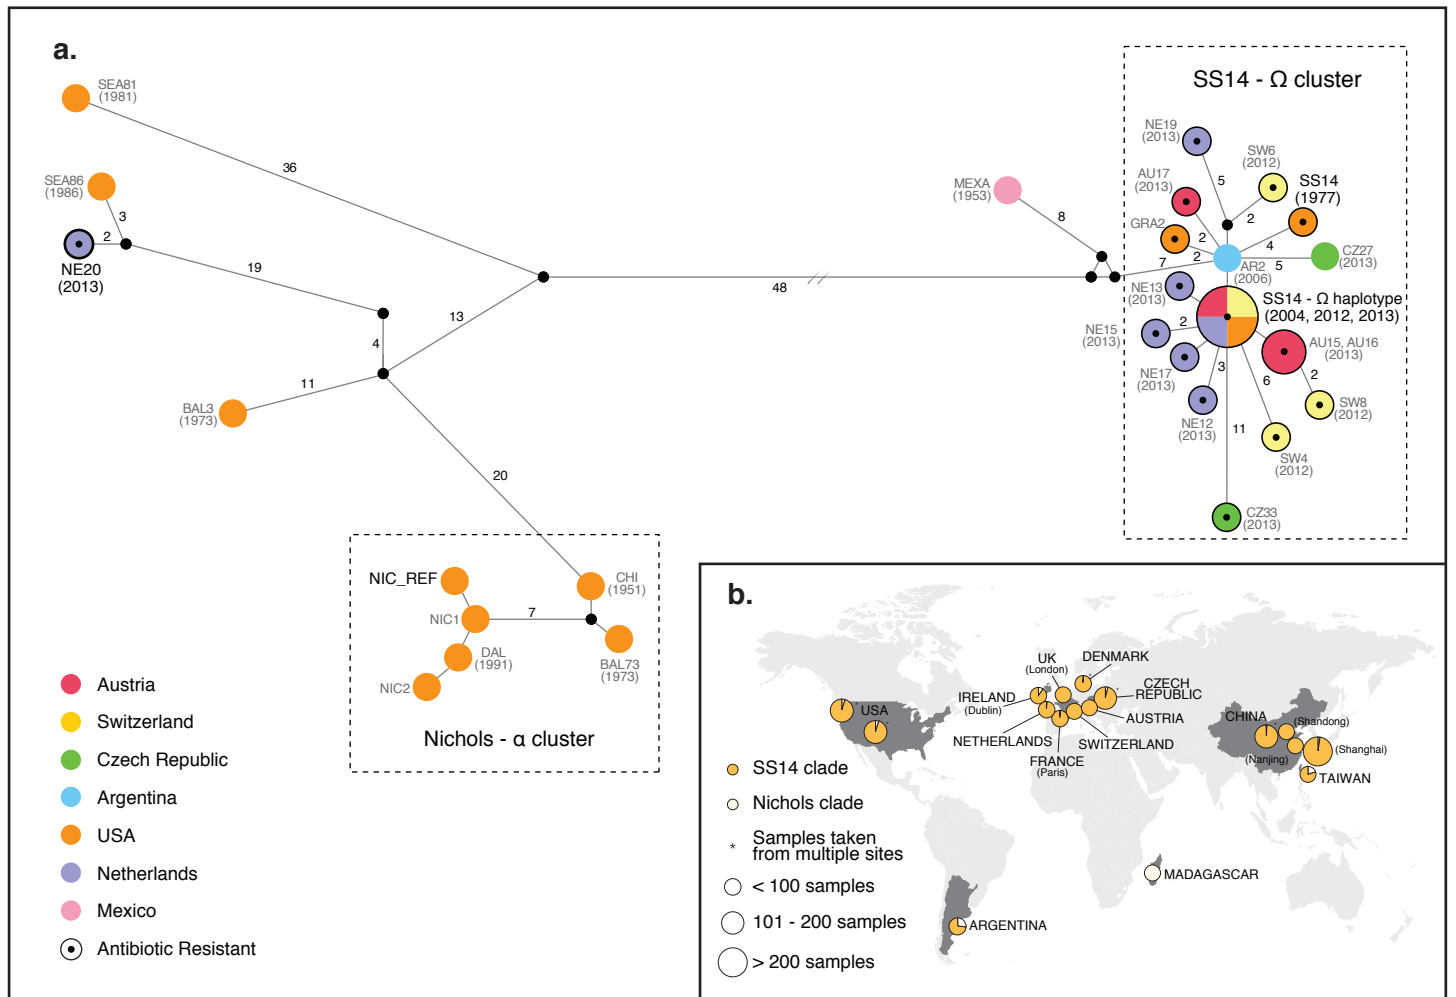 a.
SEA81
(1981)
36
SEA86
(1986)
3
2
NE20
(2013)
19
4
13
11
BAL3
(1973)
20
48
//
MEXA
(1953)
8
7
SS14 - Ω cluster
NE19
(2013)
5
SW6
(2012)
2
AU17
(2013)
SS14
(1977)
GRA2
2
2
4
5
CZ27
(2013)
AR2
(2006)
NE13
(2013)
SS14 - Ω haplotype
(2004, 2012, 2013)
NE15
(2013)
2
AU15, AU16
(2013)
NE17
(2013)
3
6
2
SW8
(2012)
NE12
(2013)
11
SW4
(2012)
CZ33
(2013)
NIC_REF
CHI
(1951)
NIC1
7
DAL
(1991)
BAL73
(1973)
NIC2
Nichols - α cluster
Austria
Switzerland
Czech Republic
Argentina
USA
Netherlands
Mexico
Antibiotic Resistant
b.
UK
(London)
DENMARK
IRELAND
(Dublin)
CZECH
REPUBLIC
USA
AUSTRIA
NETHERLANDS
SWITZERLAND
FRANCE
(Paris)
CHINA
(Shandong)
(Nanjing)
(Shanghai)
TAIWAN
MADAGASCAR
ARGENTINA
SS14 clade
Nichols clade
* Samples taken
from multiple sites
< 100 samples
101 - 200 samples
> 200 samples